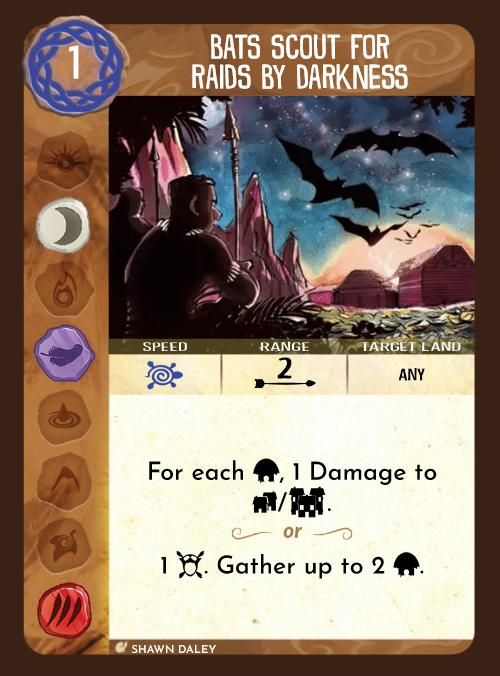 1
BATS SCOUT FOR
RAIDS BY DARKNESS
SPEED RANGE TARGET LAND
2 ANY
For each , 1 Damage to
/ .
or
1 . Gather up to 2 .
SHAWN DALEY